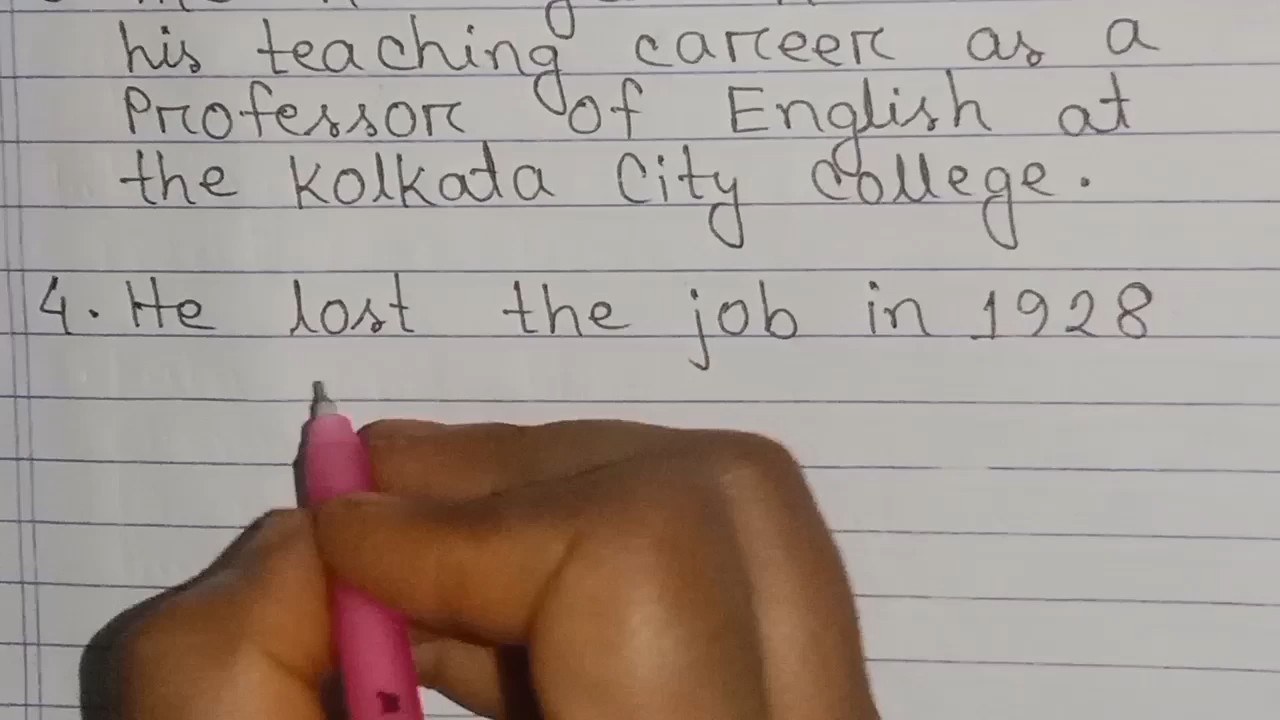 his teaching career as a
Professor of English at
the Kolkata City College.
4. He lost the job in 1928